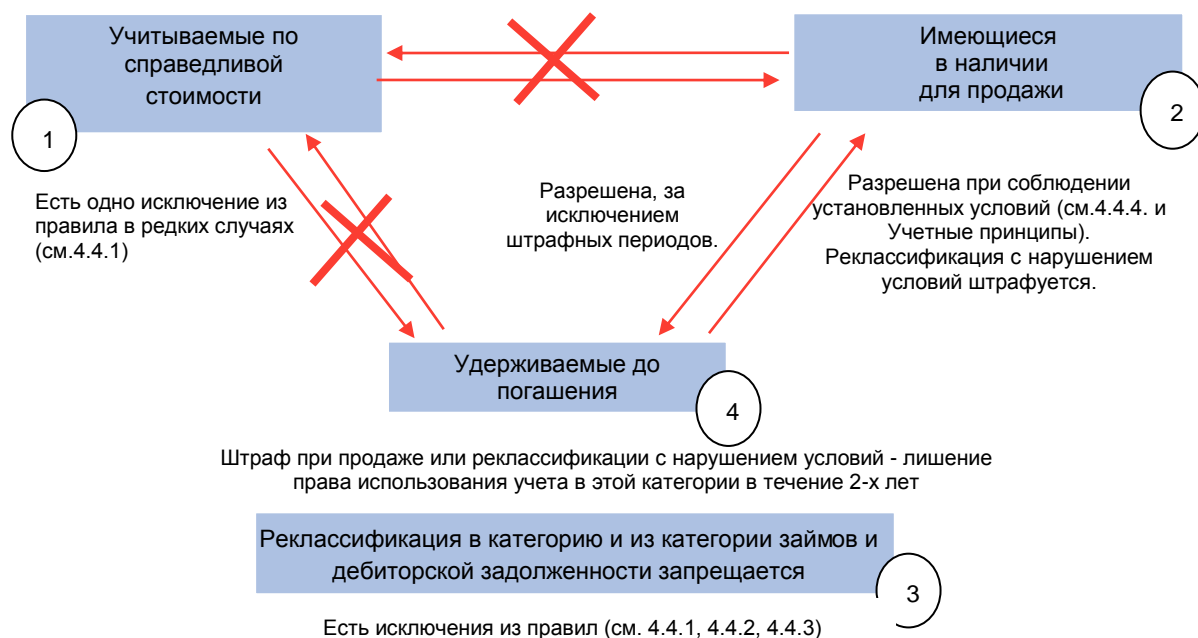 Учитываемые по
справедливой
стоимости
1
Имеющиеся
в наличии
для продажи
2
Есть одно исключение из
правила в редких случаях
(см.4.4.1)
Разрешена, за
исключением
штрафных периодов.
Разрешена при соблюдении
установленных условий (см.4.4.4. и
Учетные принципы).
Реклассификация с нарушением
условий штрафуется.
Удерживаемые до
погашения
4
Штраф при продаже или реклассификации с нарушением условий - лишение
права использования учета в этой категории в течение 2-х лет
Реклассификация в категорию и из категории займов и
дебиторской задолженности запрещается
3
Есть исключения из правил (см. 4.4.1, 4.4.2, 4.4.3)